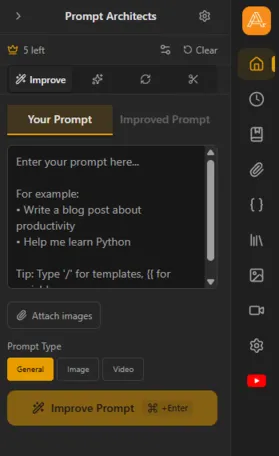 Prompt Architects
5 left
Clear
Improve
Your Prompt
Improved Prompt
Enter your prompt here...
For example:
• Write a blog post about
productivity
• Help me learn Python
Tip: Type '/' for templates, {{ for
Attach images
Prompt Type
General
Image
Video
Improve Prompt
⌘ +Enter